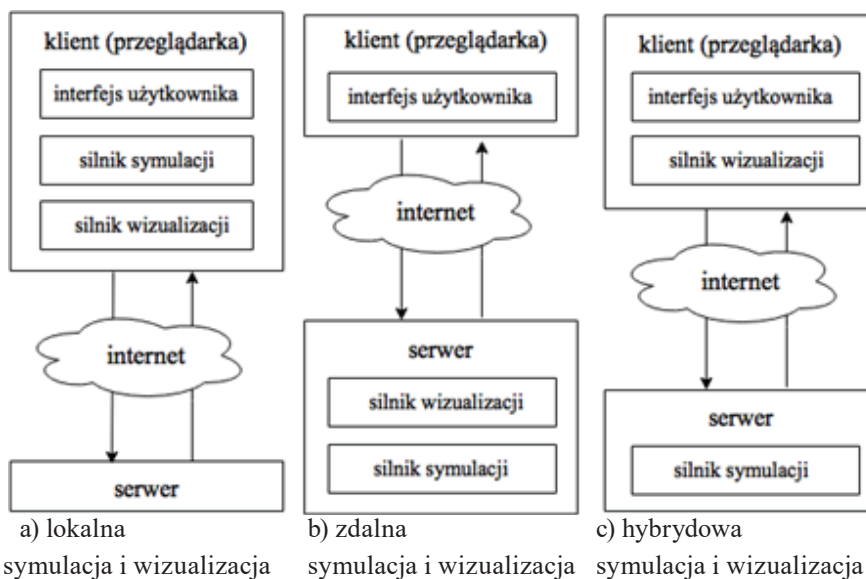 klient (przeglądarka)
interfejs użytkownika
silnik symulacji
silnik wizualizacji
internet
serwer
a) lokalna
symulacja i wizualizacja
klient (przeglądarka)
interfejs użytkownika
internet
serwer
silnik wizualizacji
silnik symulacji
b) zdalna
symulacja i wizualizacja
klient (przeglądarka)
interfejs użytkownika
silnik wizualizacji
internet
serwer
silnik symulacji
c) hybrydowa
symulacja i wizualizacja